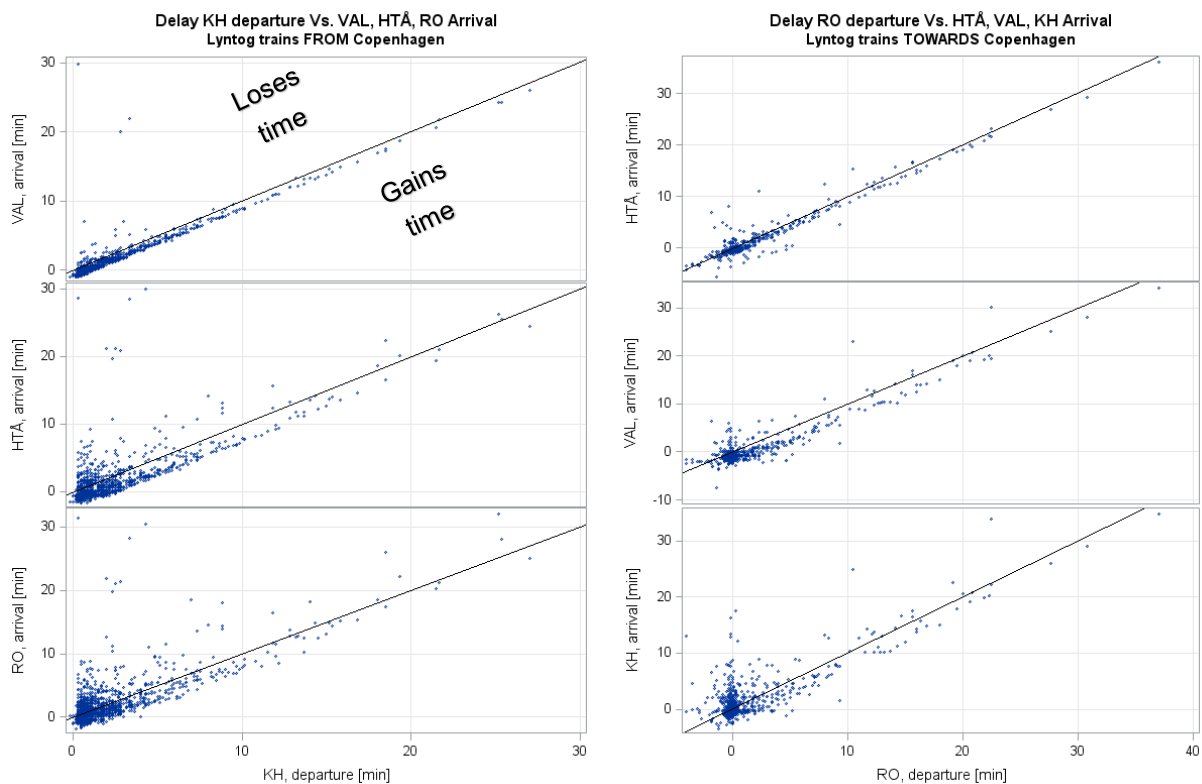 Delay KH departure Vs. VAL, HTÅ, RO Arrival
Lyntog trains FROM Copenhagen
30
20
10
0
VAL, arrival [min]
Loses
time
Gains
time
30
20
10
0
HTÅ, arrival [min]
30
20
10
0
RO, arrival [min]
0 10 20 30
KH, departure [min]
Delay RO departure Vs. HTÅ, VAL, KH Arrival
Lyntog trains TOWARDS Copenhagen
30
20
10
0
HTÅ, arrival [min]
30
20
10
0
-10
VAL, arrival [min]
30
20
10
0
KH, arrival [min]
0 10 20 30 40
RO, departure [min]